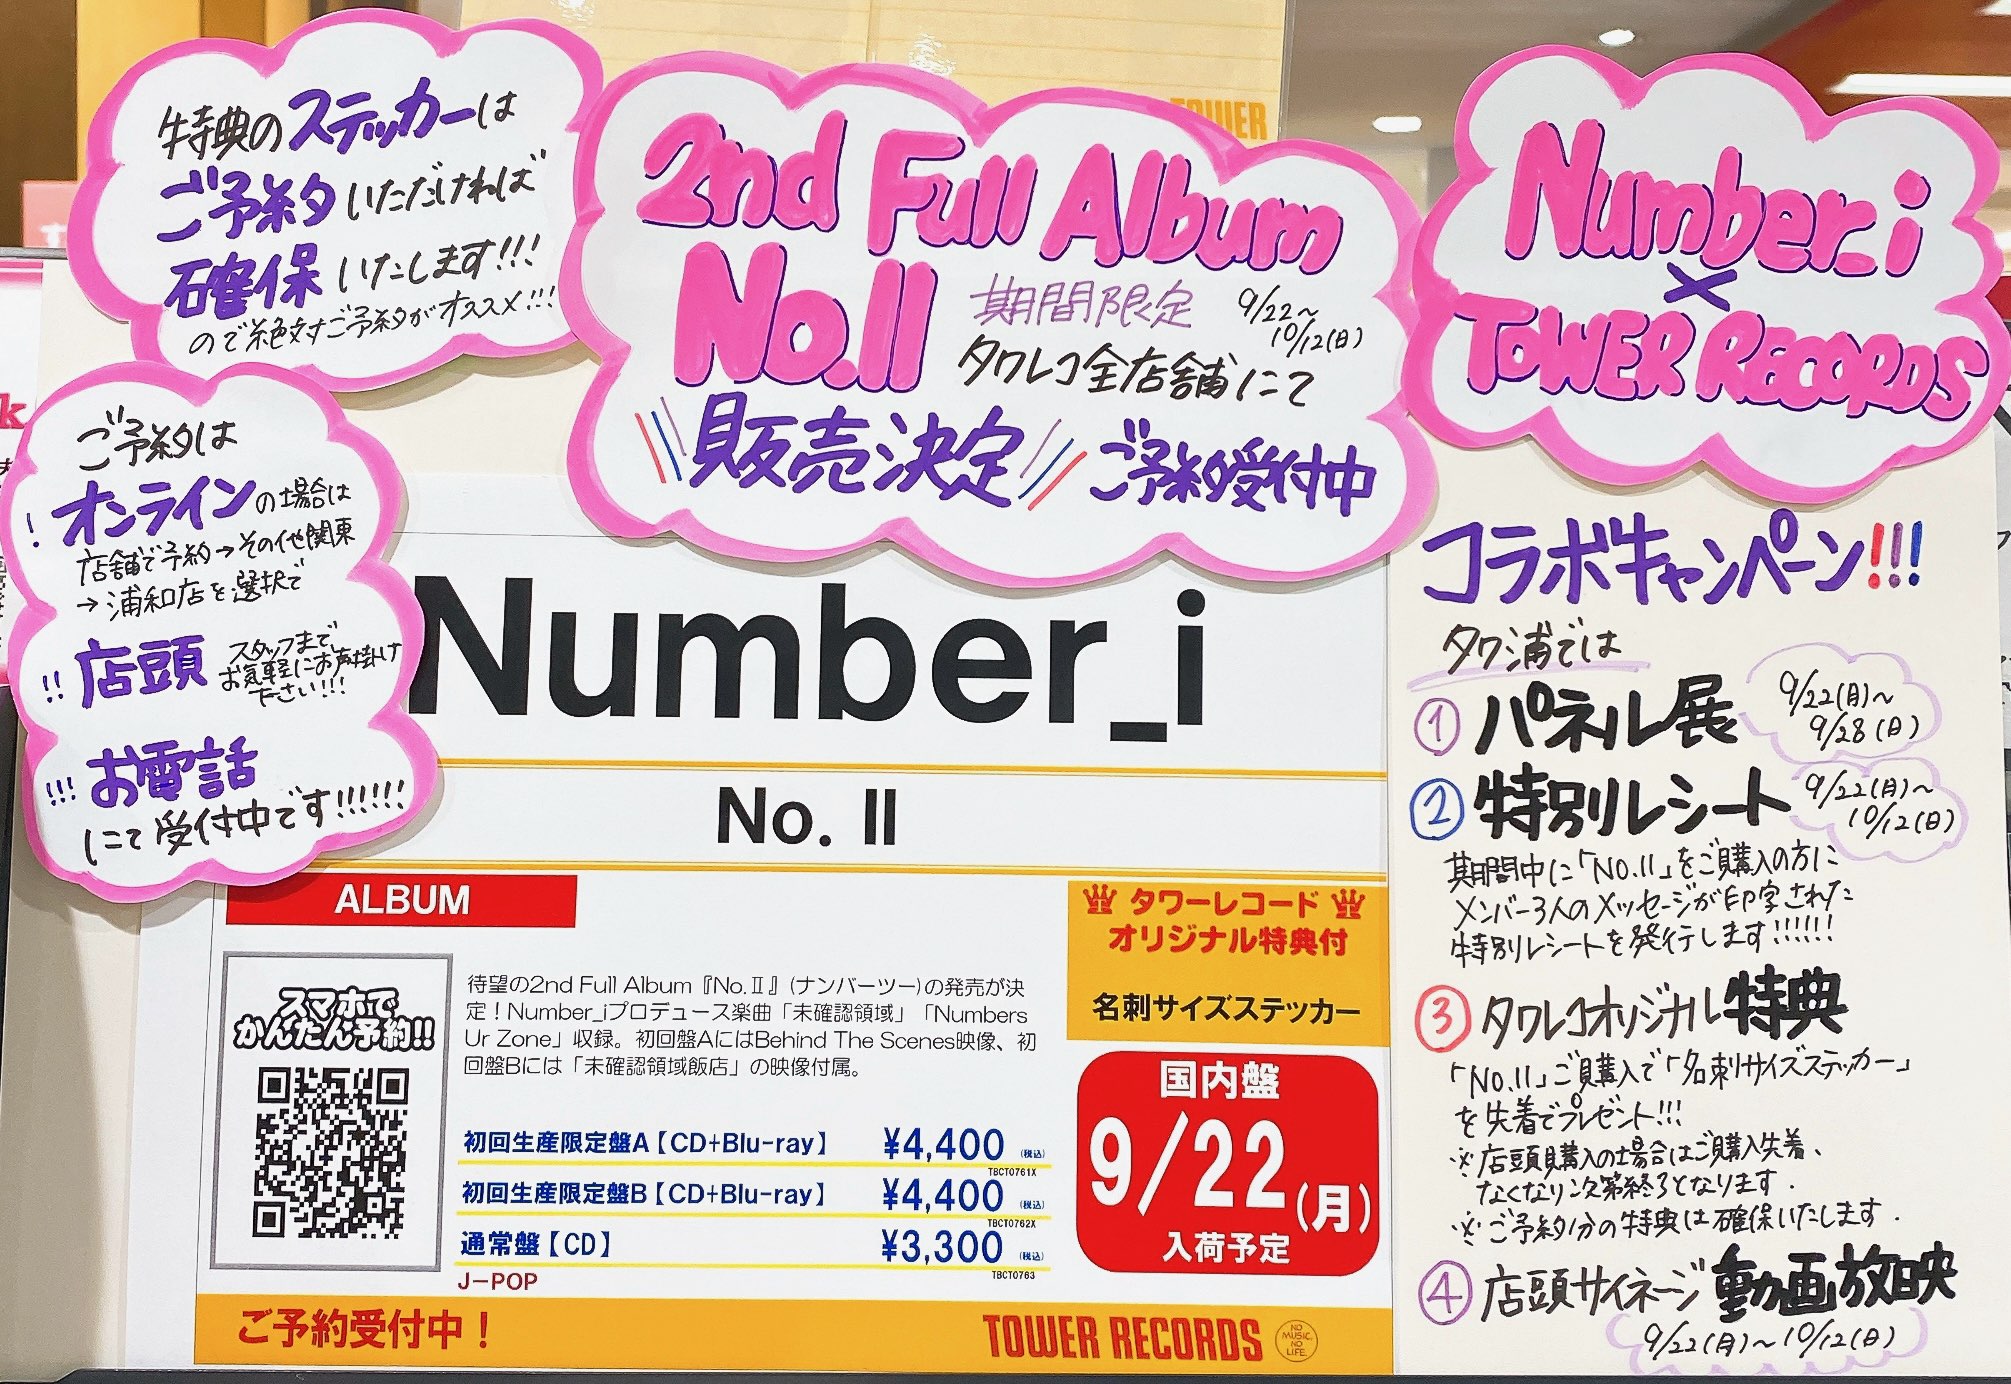 特典のステッカーは
ご予約いただければ
確保いたします!!!
ので絶対ご予約がオススメ!!!
2nd Full Album
No.II
期間限定
9/22～
10/12(日)
タワレコ全店舗にて
販売決定
ご予約受付中
Number_i
×
TOWER RECORDS
ご予約は
! オンラインの場合は
店舗で予約→その他関東
→浦和店を選択で
!! 店頭
スタッフまで
お気軽にお声掛け
下さい!!!
!!! お電話
にて受付中です!!!!!!
Number_i
No. II
ALBUM
スマホで
かんたん予約!!
待望の2nd Full Album『No.Ⅱ』(ナンバーツー)の発売が決
定！Number_iプロデュース楽曲「未確認領域」「Numbers
Ur Zone」収録。初回盤AにはBehind The Scenes映像、初
回盤Bには「未確認領域飯店」の映像付属。
初回生産限定盤A【CD+Blu-ray】 ¥4,400 (税込)
TBCT0761X
初回生産限定盤B【CD+Blu-ray】 ¥4,400 (税込)
TBCT0762X
通常盤【CD】 ¥3,300 (税込)
TBCT0763
J-POP
タワーレコード
オリジナル特典付
名刺サイズステッカー
国内盤
9/22(月)
入荷予定
ご予約受付中！
TOWER RECORDS
NO
MUSIC,
NO
LIFE.
コラボキャンペーン!!!
タワ浦では
① パネル展
9/22(月)～
9/28(日)
② 特別レシート
9/22(月)～
10/12(日)
期間中に「NO.II」をご購入の方に
メンバー3人のメッセージが印字された
特別レシートを発行します!!!!!!
③ タワレコオリジナル特典
「NO.II」ご購入で「名刺サイズステッカー」
を先着でプレゼント!!!
※店頭購入の場合はご購入先着、
なくなり次第終了となります.
※ご予約分の特典は確保いたします.
④ 店頭サイネージ動画放映
9/22(月)～10/12(日)
TOWER